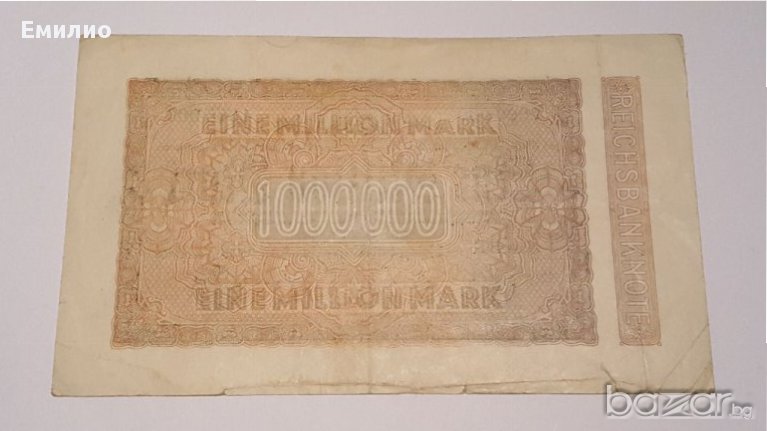 Емилио
EINE MILLION MARK
1000000
EINE MILLION MARK
REICHSBANKNOTE
bazar.bg